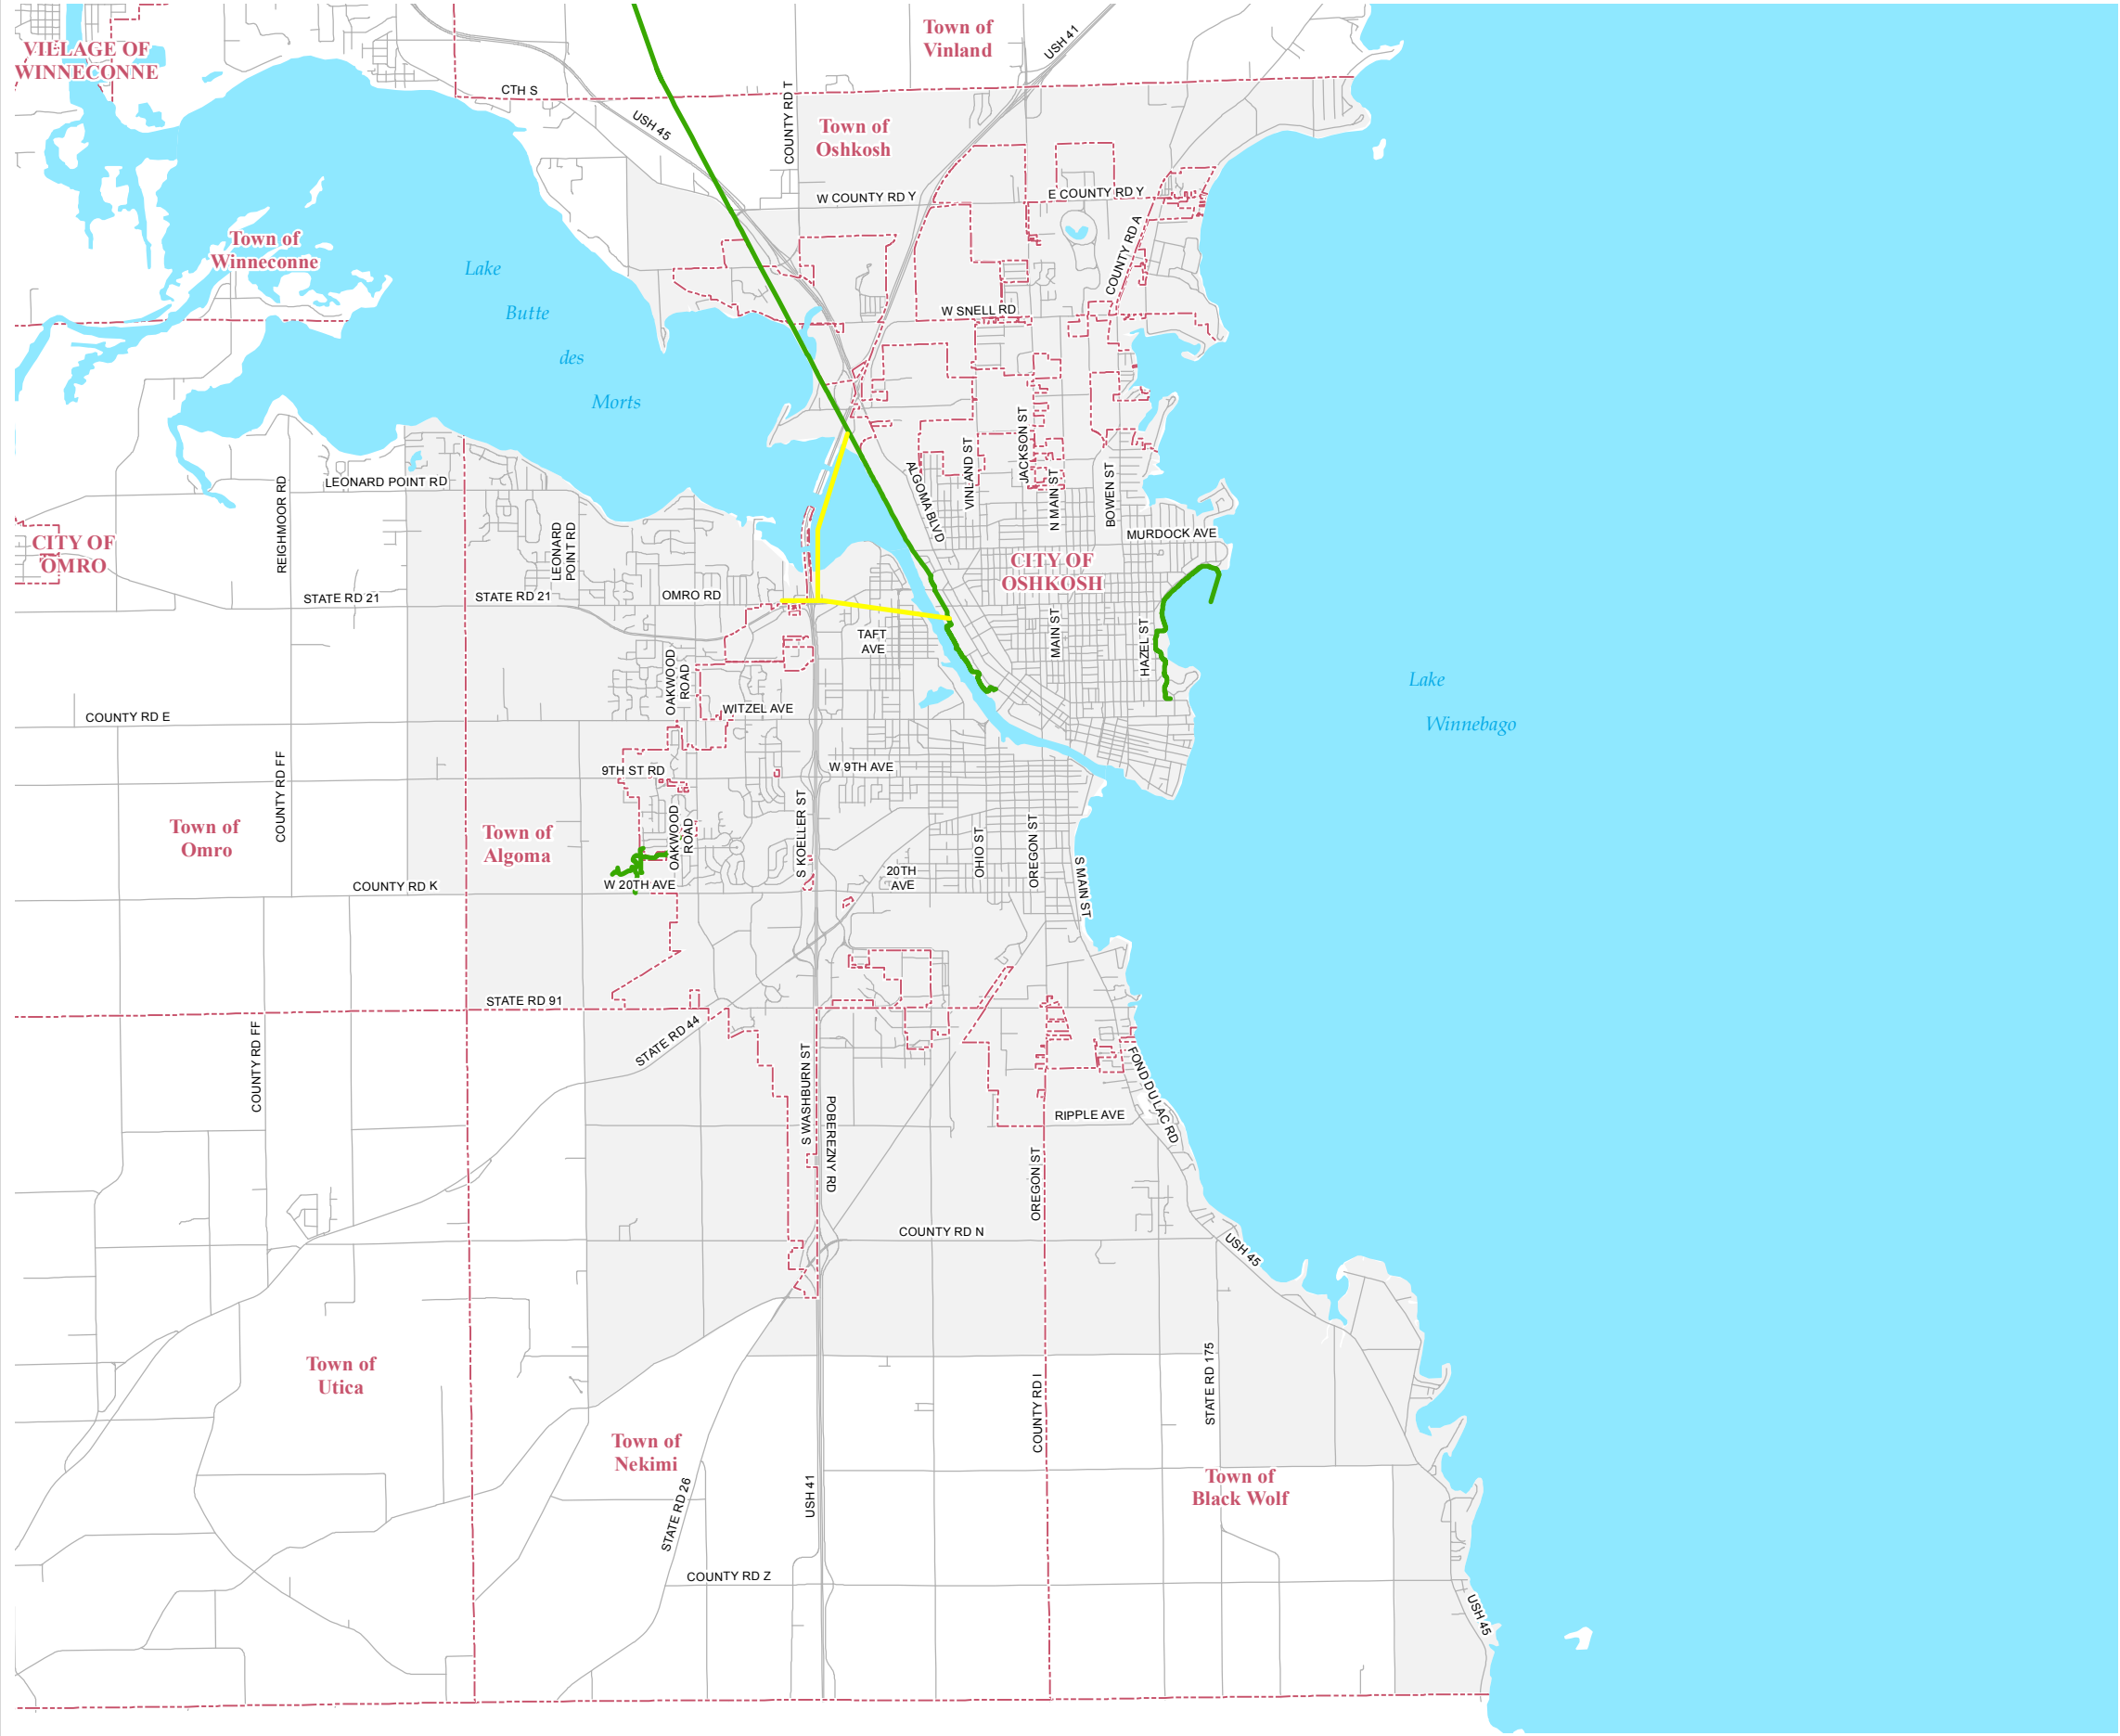 Town of
Vinland
USH 41
VILLAGE OF
WINNECONNE
CTH S
USH 45
COUNTY RD T
Town of
Oshkosh
W COUNTY RD Y
E COUNTY RD Y
COUNTY RD A
Town of
Winneconne
Lake
Butte
des
Morts
W SNELL RD
ALGOMA BLVD
VINLAND ST
JACKSON ST
N MAIN ST
BOWEN ST
LEONARD POINT RD
REIGHMOOR RD
LEONARD
POINT RD
MURDOCK AVE
CITY OF
OMRO
CITY OF
OSHKOSH
STATE RD 21
STATE RD 21
OMRO RD
TAFT
AVE
MAIN ST
HAZEL ST
OAKWOOD
ROAD
Lake
Winnebago
COUNTY RD E
WITZEL AVE
COUNTY RD FF
9TH ST RD
W 9TH AVE
S KOELLER ST
Town of
Omro
Town of
Algoma
OAKWOOD
ROAD
OHIO ST
OREGON ST
S MAIN ST
COUNTY RD K
W 20TH AVE
20TH
AVE
STATE RD 91
STATE RD 44
COUNTY RD FF
S WASHBURN ST
POBEREZNY RD
FOND DU LAC RD
RIPPLE AVE
OREGON ST
COUNTY RD N
USH 45
Town of
Utica
STATE RD 175
COUNTY RD I
Town of
Nekimi
Town of
Black Wolf
STATE RD 26
USH 41
COUNTY RD Z
USH 45